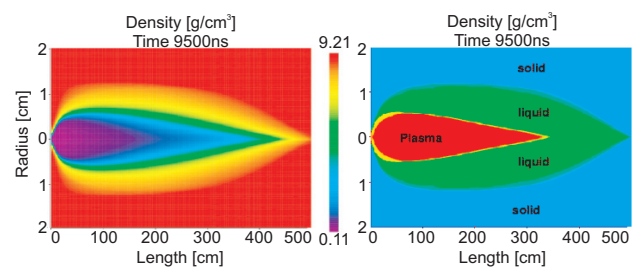 Density [g/cm³]
Time 9500ns
2
1
0
1
2
Radius [cm]
0 100 200 300 400 500
Length [cm]
9.21
0.11
Density [g/cm³]
Time 9500ns
2
1
0
1
2
solid
liquid
Plasma
liquid
solid
0 100 200 300 400 500
Length [cm]